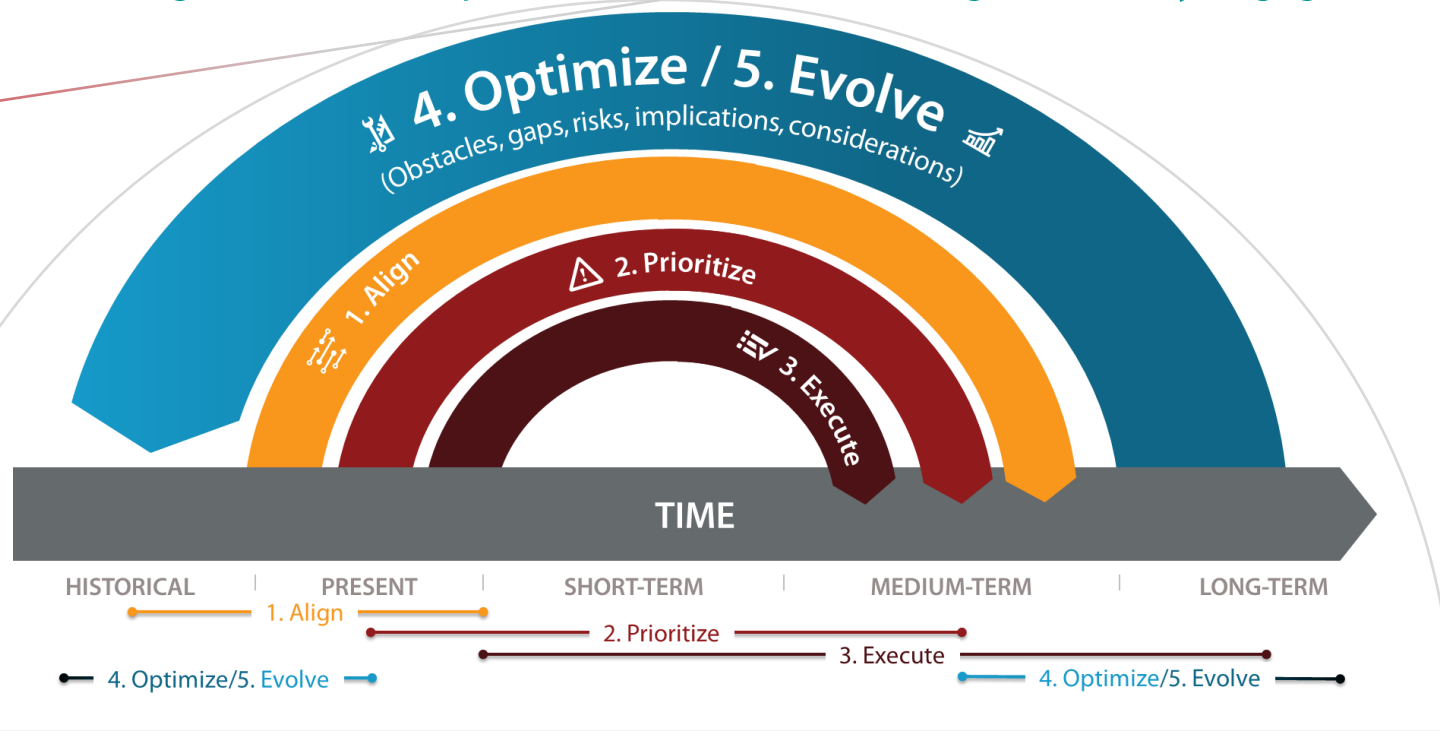 4. Optimize / 5. Evolve
(Obstacles, gaps, risks, implications, considerations)
1. Align
2. Prioritize
3. Execute
TIME
HISTORICAL
PRESENT
SHORT-TERM
MEDIUM-TERM
LONG-TERM
1. Align
2. Prioritize
3. Execute
4. Optimize/5. Evolve
4. Optimize/5. Evolve